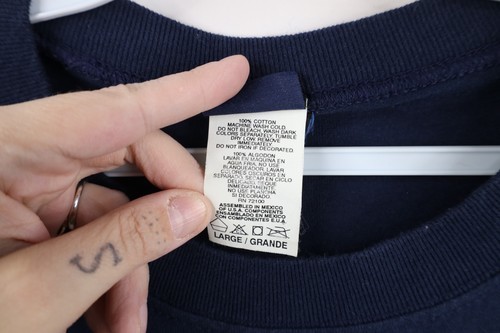 100% COTTON
MACHINE WASH COLD
DO NOT BLEACH, WASH DARK
COLORS SEPARATELY, TUMBLE
DRY LOW. REMOVE
IMMEDIATELY.
DO NOT IRON IF DECORATED.
100% ALGODON
LAVAR EN MAQUINA EN
AGUA FRIA, NO USE
BLANQUEADOR, LAVAR
COLORES OSCUROS EN
SEPARADO, SECAR EN CICLO
DELICADO, SAQUE
INMEDIATAMENTE
NO USE PLANCHA
SI DECORADO.
RN 72100
ASSEMBLED IN MEXICO
OF U.S.A. COMPONENTS
ENSAMBLADO EN MEXICO
CON COMPONENTES E.U.A.
LARGE / GRANDE